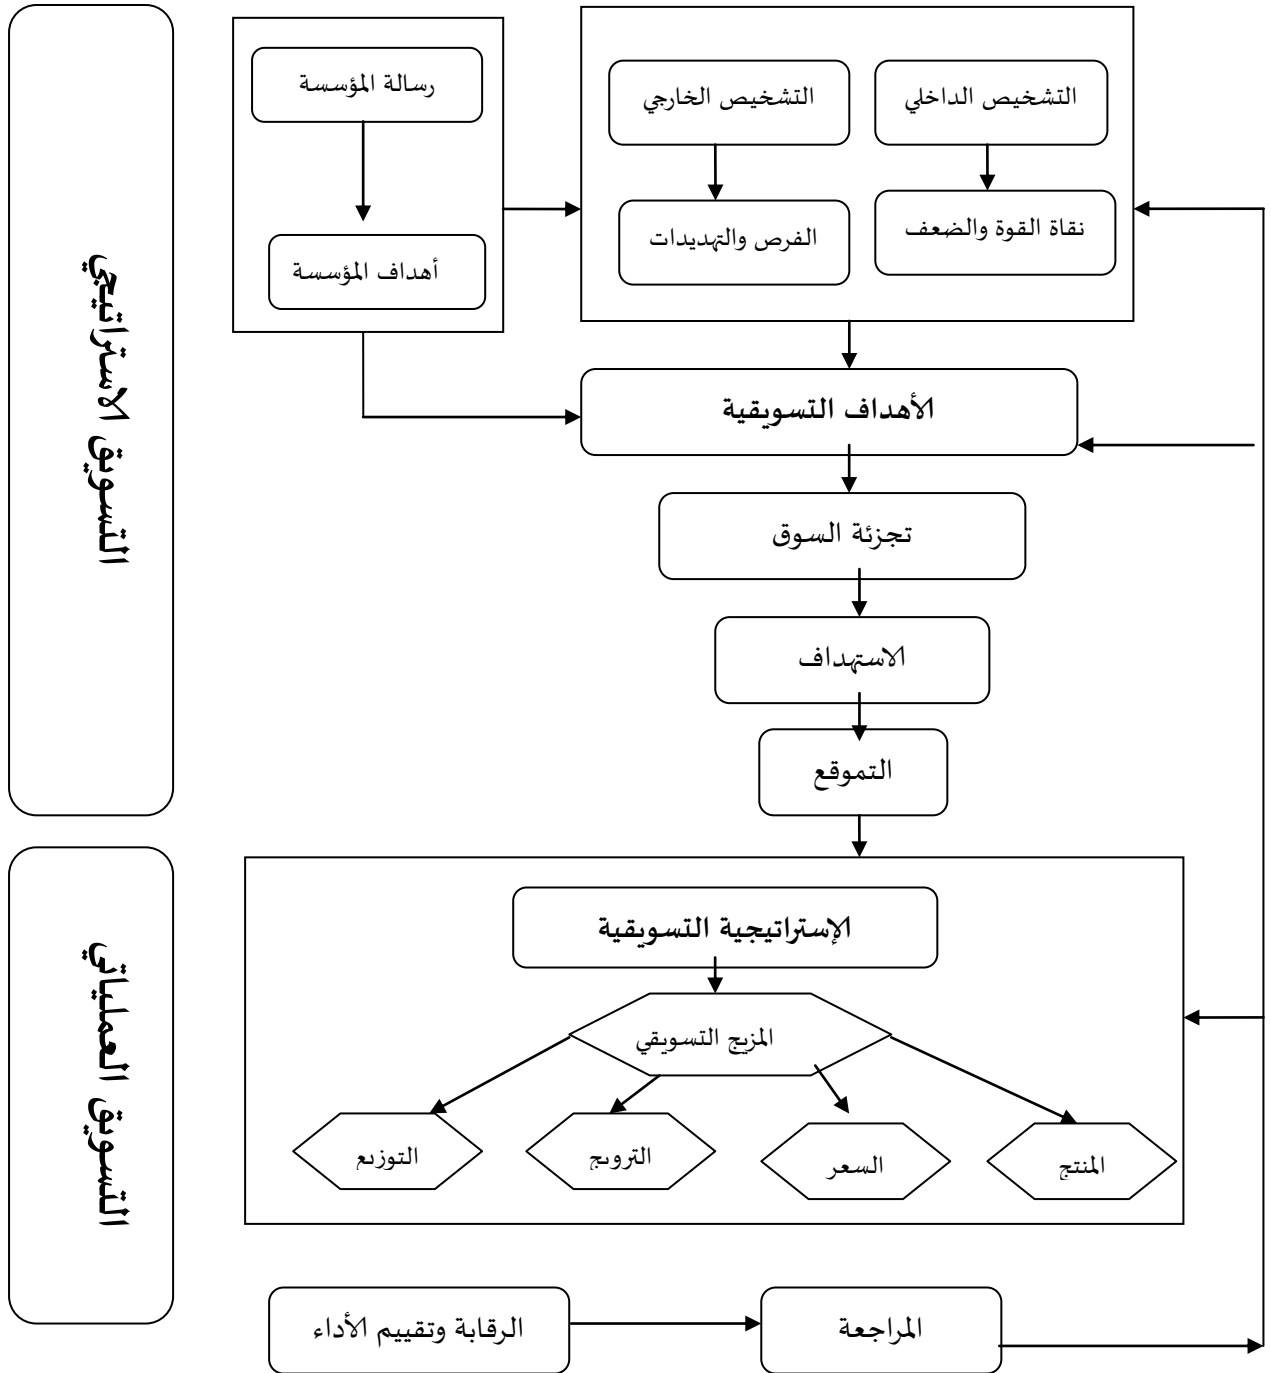 التسويق الاستراتيجي
رسالة المؤسسة
أهداف المؤسسة
التشخيص الداخلي
التشخيص الخارجي
نقاة القوة والضعف
الفرص والتهديدات
الأهداف التسويقية
تجزئة السوق
الاستهداف
التموقع
التسويق العملياتي
الإستراتيجية التسويقية
المزيج التسويقي
المنتج
السعر
الترويج
التوزيع
الرقابة وتقييم الأداء
المراجعة